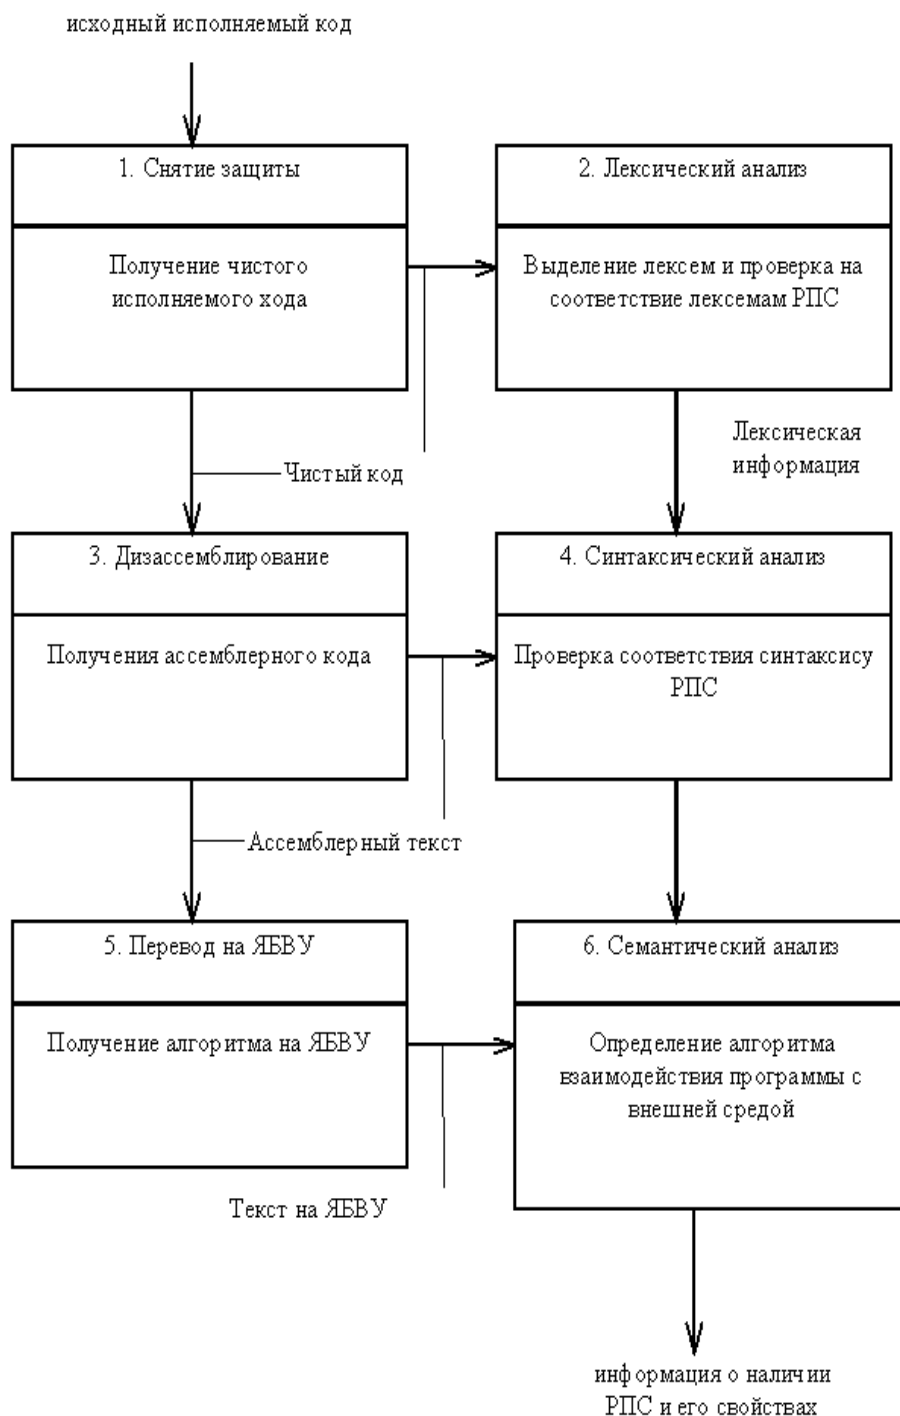 исходный исполняемый код
1. Снятие защиты
Получение чистого
исполняемого хода
2. Лексический анализ
Выделение лексем и проверка на
соответствие лексемам РПС
Лексическая
информация
Чистый код
3. Дизассемблирование
Получения ассемблерного кода
4. Синтаксический анализ
Проверка соответствия синтаксису
РПС
Ассемблерный текст
5. Перевод на ЯБВУ
Получение алгоритма на ЯБВУ
6. Семантический анализ
Определение алгоритма
взаимодействия программы с
внешней средой
Текст на ЯБВУ
информация о наличии
РПС и его свойствах